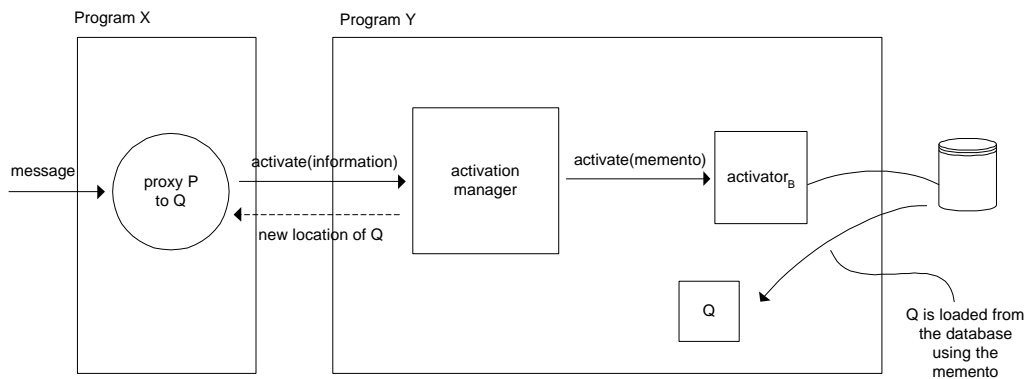 Program X
Program Y
message
proxy P
to Q
activate(information)
new location of Q
activation
manager
activate(memento)
activatorB
Q
Q is loaded from
the database
using the
memento